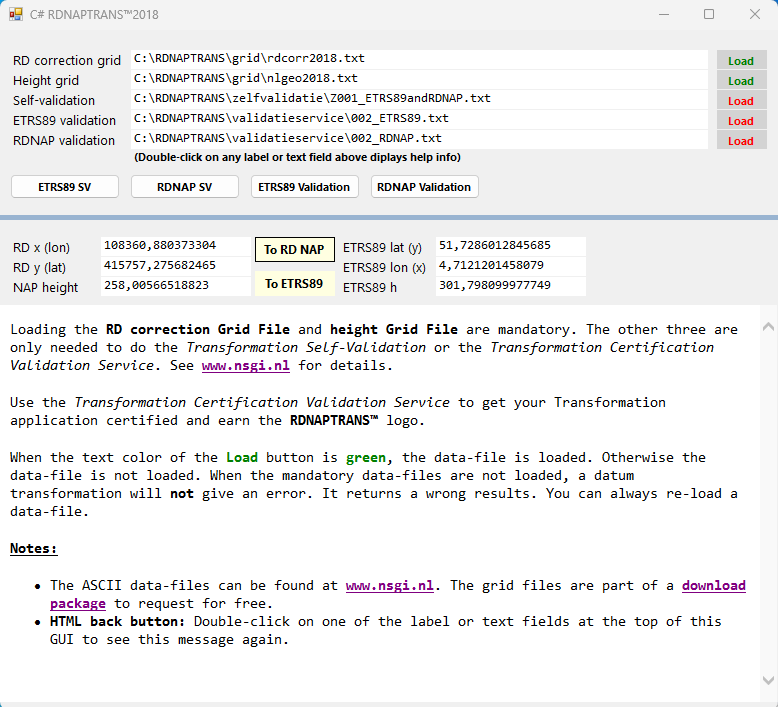 C# RDNAPTRANS™2018
RD correction grid C:\RDNAPTRANS\grid\rdcorr2018.txt Load
Height grid C:\RDNAPTRANS\grid\nlgeo2018.txt Load
Self-validation C:\RDNAPTRANS\zelfvalidatie\Z001_ETRS89andRDNAP.txt Load
ETRS89 validation C:\RDNAPTRANS\validatieservice\002_ETRS89.txt Load
RDNAP validation C:\RDNAPTRANS\validatieservice\002_RDNAP.txt Load
(Double-click on any label or text field above diplays help info)
ETRS89 SV RDNAP SV ETRS89 Validation RDNAP Validation
RD x (lon) 108360,880373304 To RD NAP ETRS89 lat (y) 51,7286012845685
RD y (lat) 415757,275682465 ETRS89 lon (x) 4,7121201458079
NAP height 258,00566518823 To ETRS89 ETRS89 h 301,798099977749
Loading the RD correction Grid File and height Grid File are mandatory. The other three are
only needed to do the Transformation Self-Validation or the Transformation Certification
Validation Service. See www.nsgi.nl for details.
Use the Transformation Certification Validation Service to get your Transformation
application certified and earn the RDNAPTRANS™ logo.
When the text color of the Load button is green, the data-file is loaded. Otherwise the
data-file is not loaded. When the mandatory data-files are not loaded, a datum
transformation will not give an error. It returns a wrong results. You can always re-load a
data-file.
Notes:
• The ASCII data-files can be found at www.nsgi.nl. The grid files are part of a download
package to request for free.
• HTML back button: Double-click on one of the label or text fields at the top of this
GUI to see this message again.